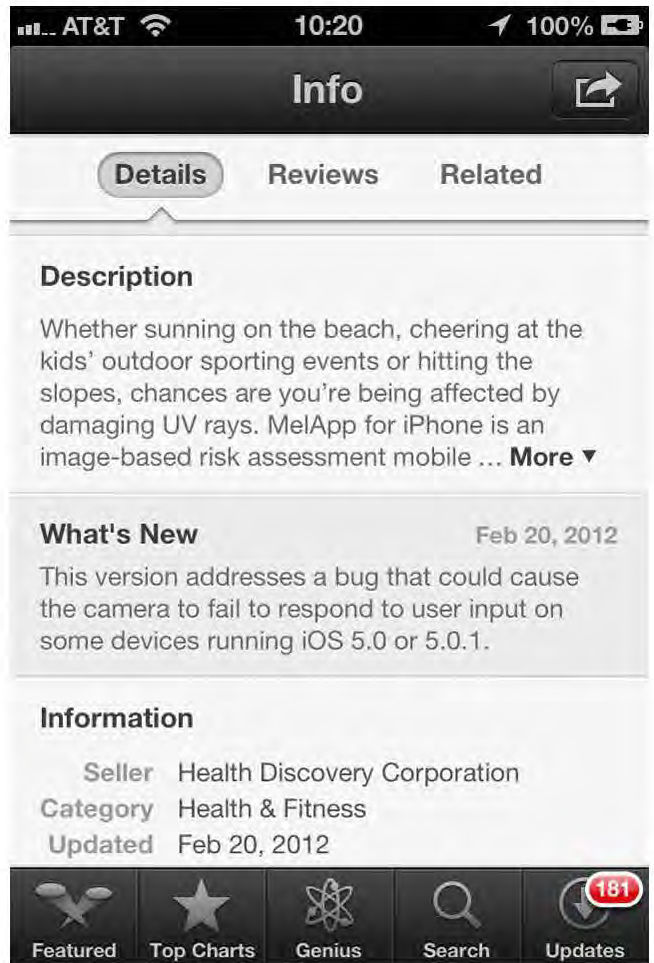 AT&T 10:20 100%
Info
Details Reviews Related
Description
Whether sunning on the beach, cheering at the
kids’ outdoor sporting events or hitting the
slopes, chances are you’re being affected by
damaging UV rays. MelApp for iPhone is an
image-based risk assessment mobile ... More ▼
What's New Feb 20, 2012
This version addresses a bug that could cause
the camera to fail to respond to user input on
some devices running iOS 5.0 or 5.0.1.
Information
Seller Health Discovery Corporation
Category Health & Fitness
Updated Feb 20, 2012
181
Featured Top Charts Genius Search Updates